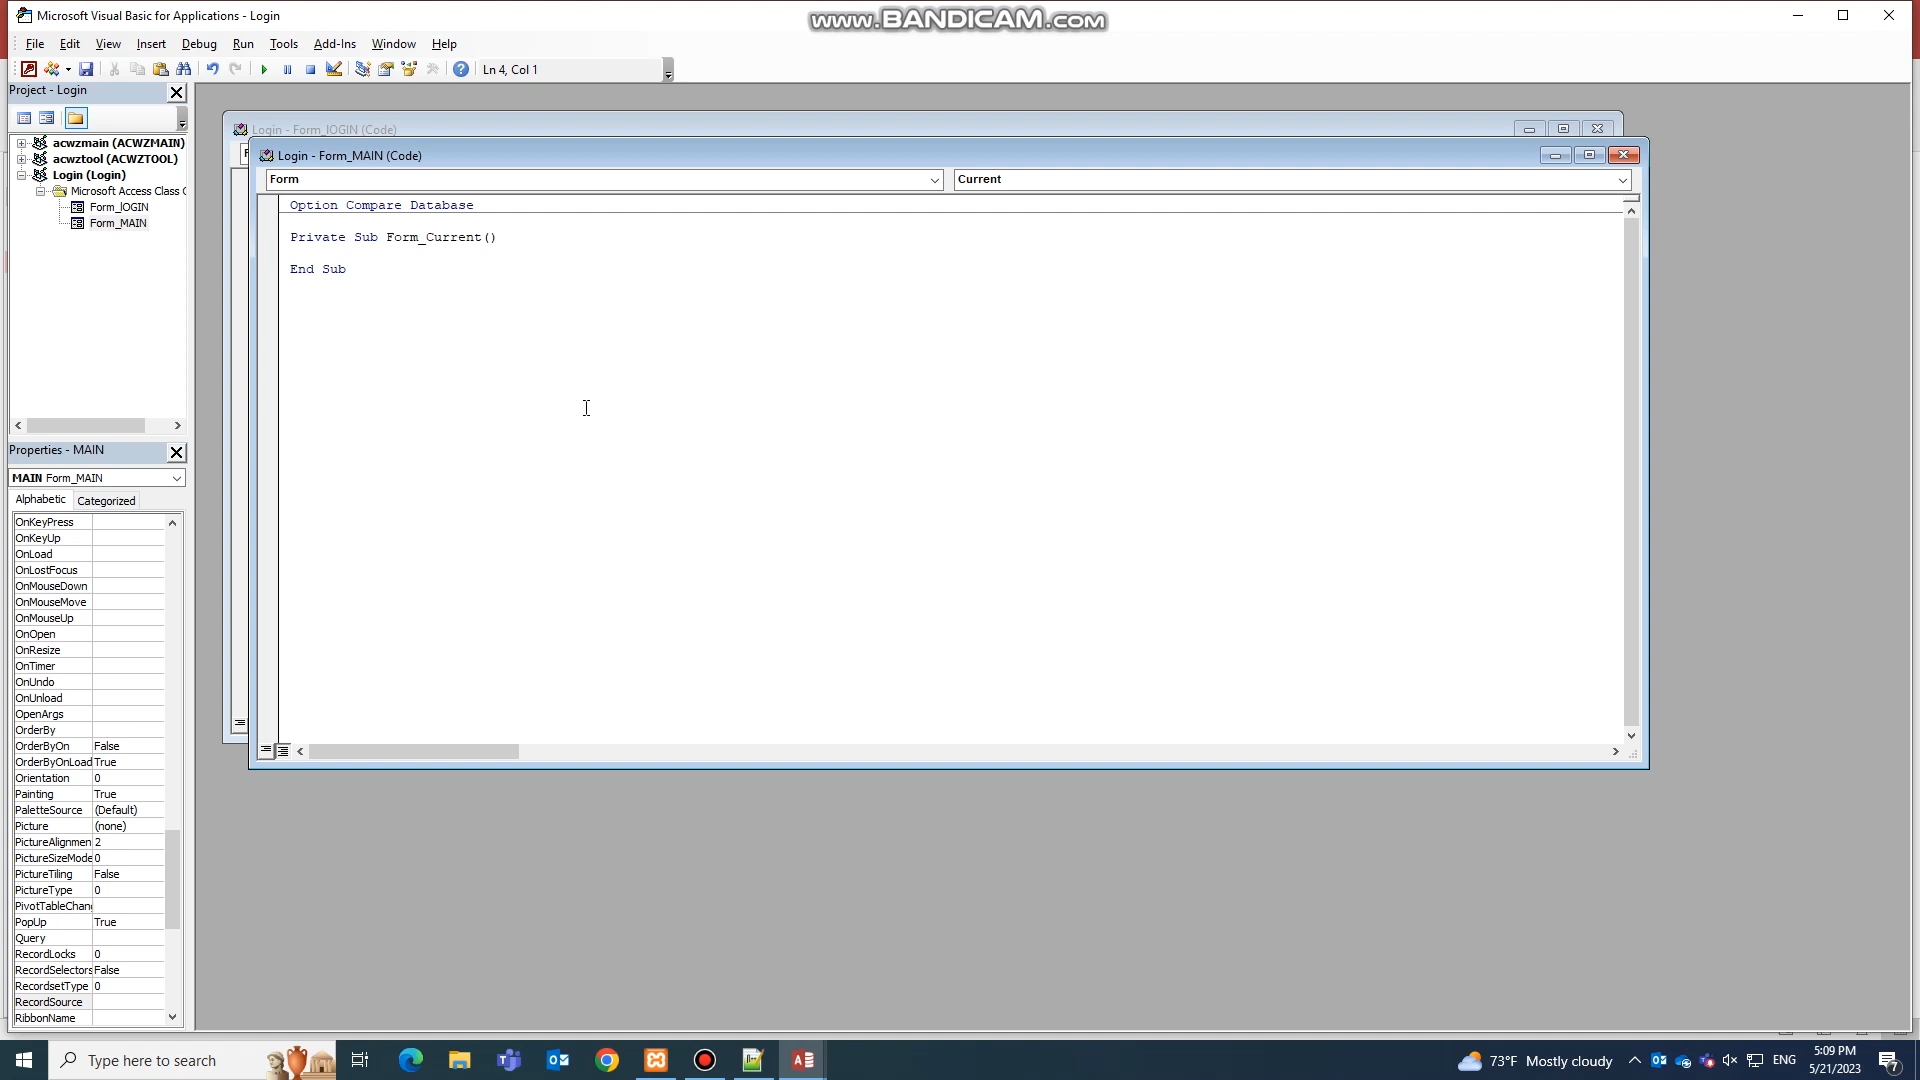 Microsoft Visual Basic for Applications - Login
www.BANDICAM.com
File Edit View Insert Debug Run Tools Add-Ins Window Help
Ln 4, Col 1
Project - Login
acwzmain (ACWZMAIN)
acwztool (ACWZTOOL)
Login (Login)
Microsoft Access Class O
Form_lOGIN
Form_MAIN
Login - Form_lOGIN (Code)
Login - Form_MAIN (Code)
Form Current
Option Compare Database
Private Sub Form_Current()
End Sub
Properties - MAIN
MAIN Form_MAIN
Alphabetic Categorized
OnKeyPress
OnKeyUp
OnLoad
OnLostFocus
OnMouseDown
OnMouseMove
OnMouseUp
OnOpen
OnResize
OnTimer
OnUndo
OnUnload
OpenArgs
OrderBy
OrderByOn False
OrderByOnLoad True
Orientation 0
Painting True
PaletteSource (Default)
Picture (none)
PictureAlignmen 2
PictureSizeMode 0
PictureTiling False
PictureType 0
PivotTableChan
PopUp True
Query
RecordLocks 0
RecordSelectors False
RecordsetType 0
RecordSource
RibbonName
Type here to search
73°F Mostly cloudy
ENG
5:09 PM
5/21/2023
7